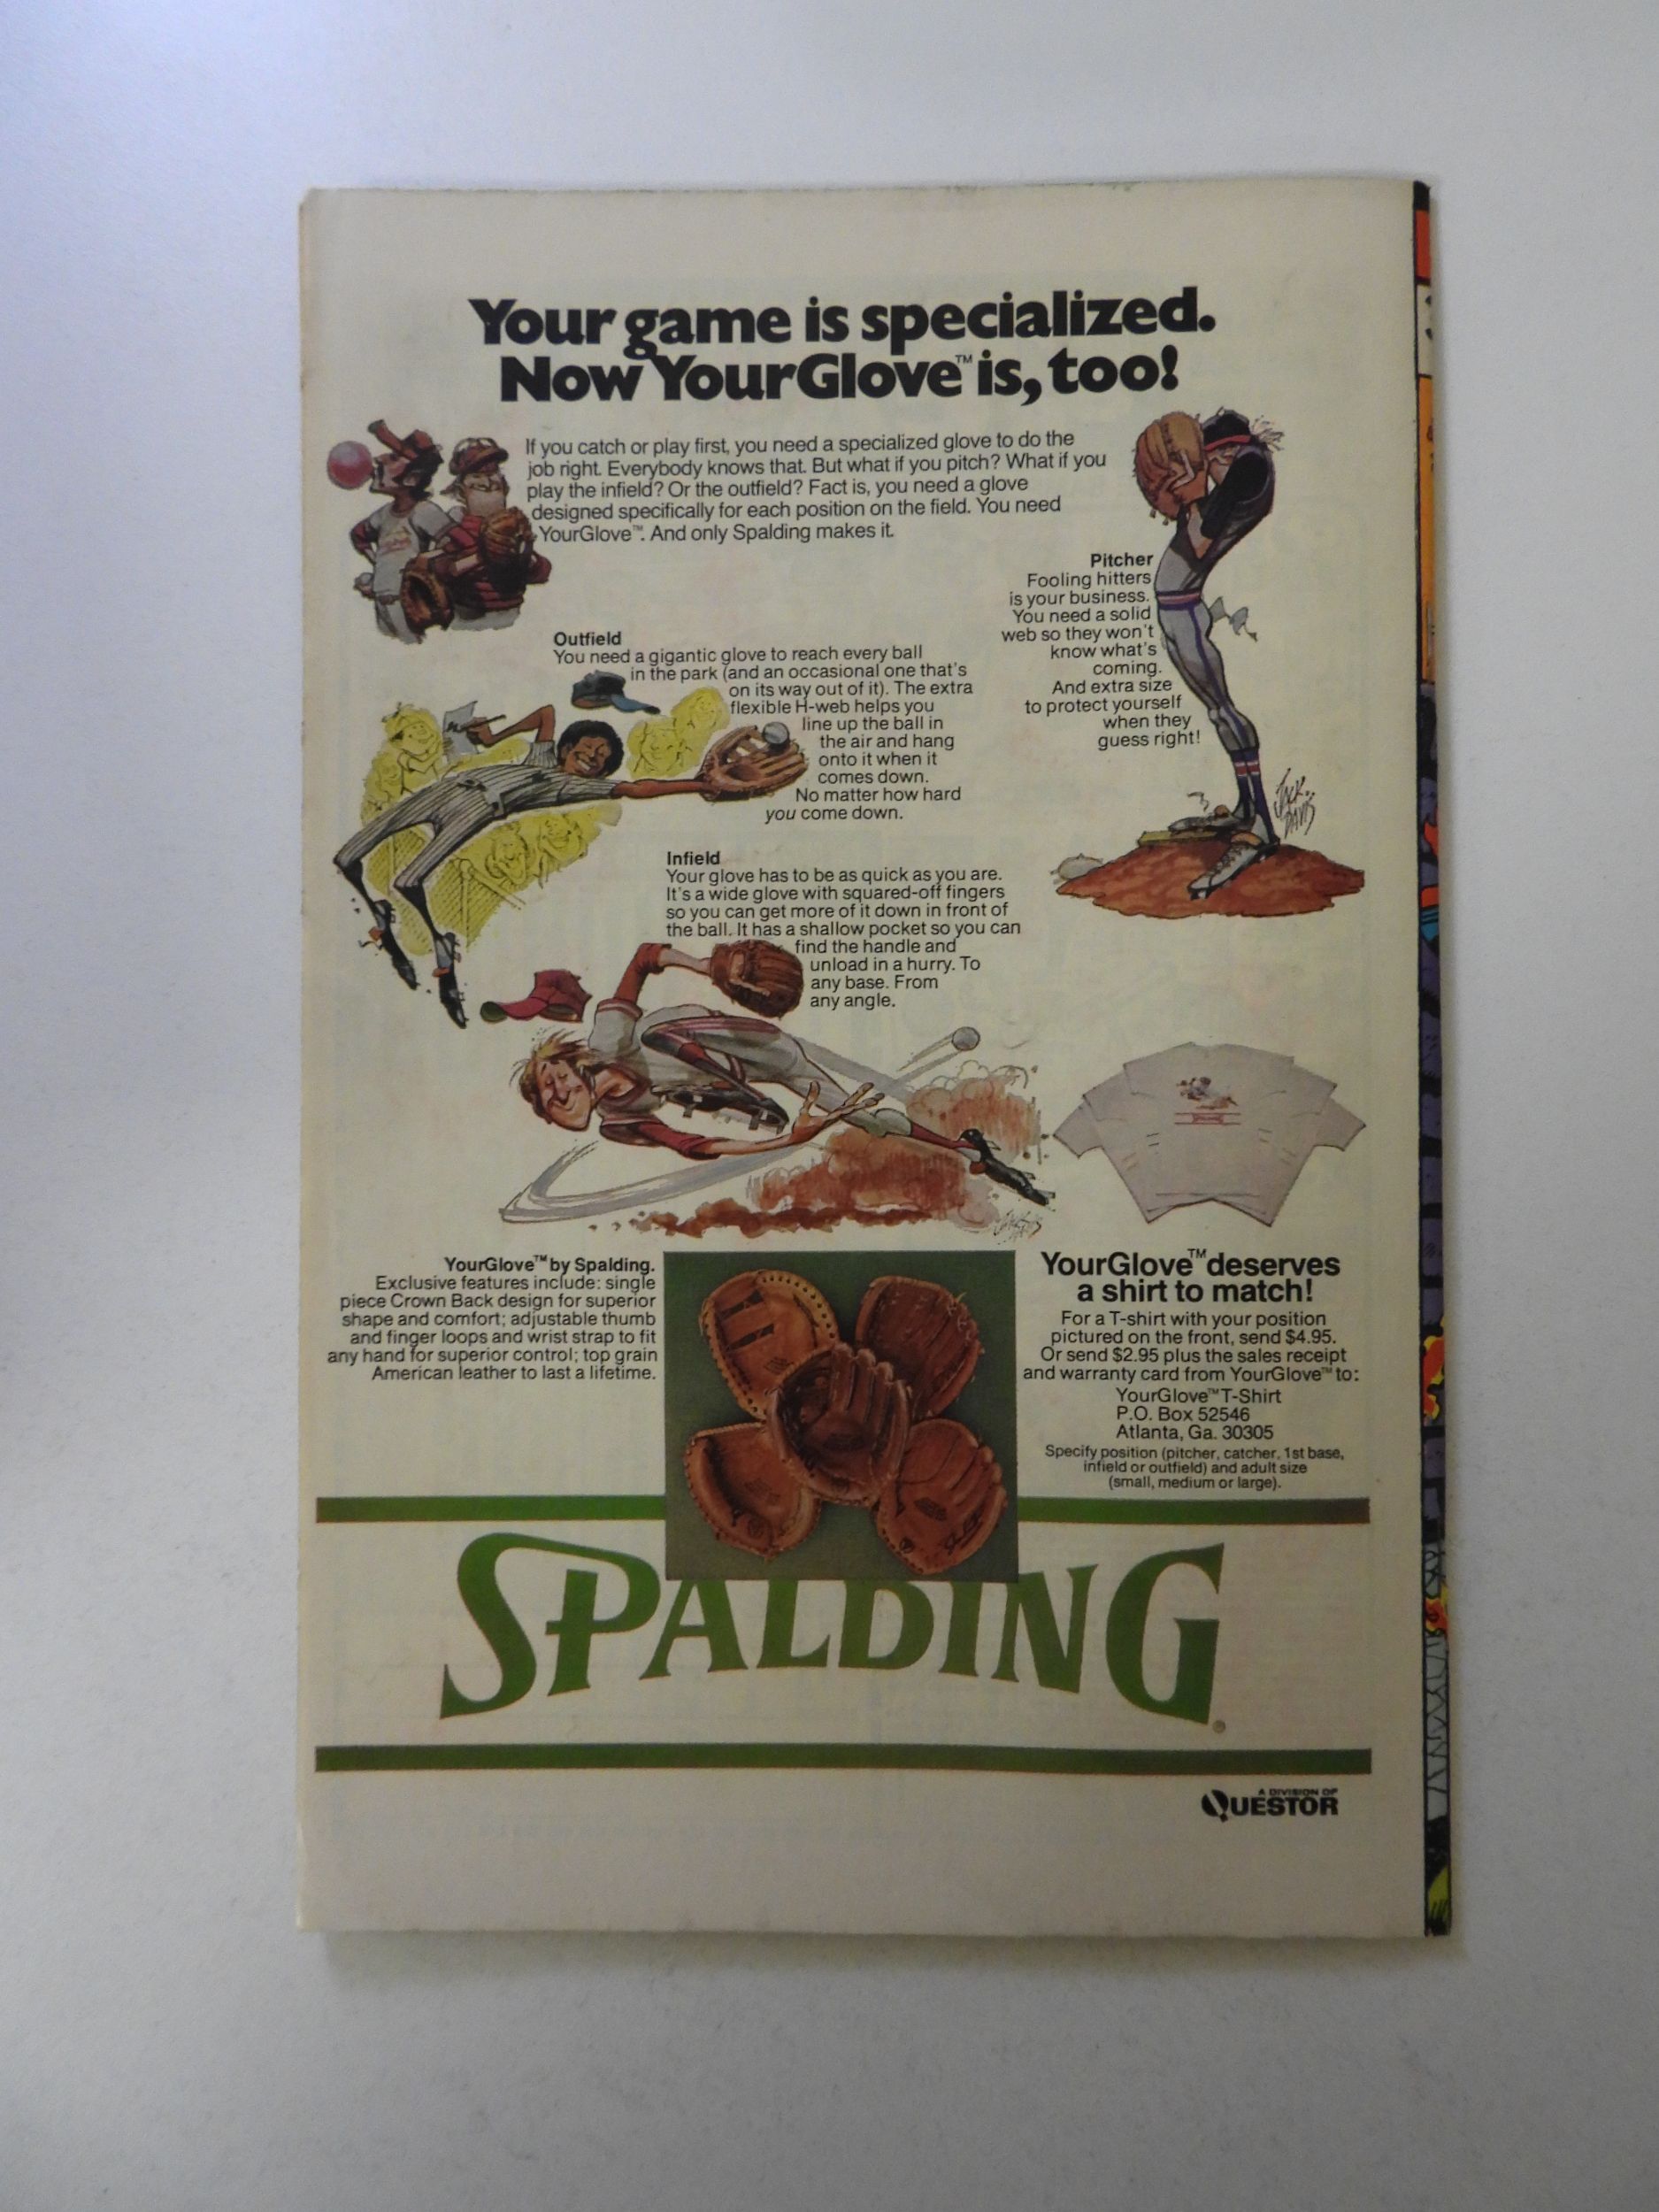 Your game is specialized.
Now YourGlove™ is, too!
If you catch or play first, you need a specialized glove to do the
job right. Everybody knows that. But what if you pitch? What if you
play the infield? Or the outfield? Fact is, you need a glove
designed specifically for each position on the field. You need
YourGlove™. And only Spalding makes it.
Pitcher
Fooling hitters
is your business.
You need a solid
web so they won't
know what's
coming.
And extra size
to protect yourself
when they
guess right!
JACK
DAVIS
Outfield
You need a gigantic glove to reach every ball
in the park (and an occasional one that's
on its way out of it). The extra
flexible H-web helps you
line up the ball in
the air and hang
onto it when it
comes down.
No matter how hard
you come down.
Infield
Your glove has to be as quick as you are.
It's a wide glove with squared-off fingers
so you can get more of it down in front of
the ball. It has a shallow pocket so you can
find the handle and
unload in a hurry. To
any base. From
any angle.
SPALDING
YourGlove™ by Spalding.
Exclusive features include: single
piece Crown Back design for superior
shape and comfort; adjustable thumb
and finger loops and wrist strap to fit
any hand for superior control; top grain
American leather to last a lifetime.
YourGlove™ deserves
a shirt to match!
For a T-shirt with your position
pictured on the front, send $4.95.
Or send $2.95 plus the sales receipt
and warranty card from YourGlove™ to:
YourGlove™ T-Shirt
P.O. Box 52546
Atlanta, Ga. 30305
Specify position (pitcher, catcher, 1st base,
infield or outfield) and adult size
(small, medium or large).
SPALDING®
A DIVISION OF
QUESTOR